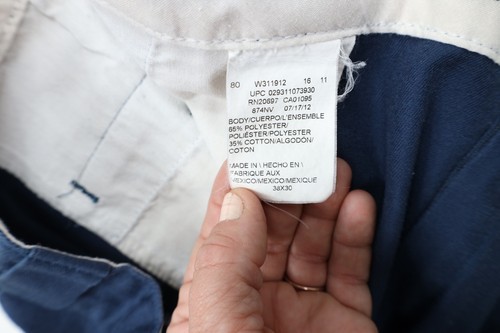 80 W311912 16 11
UPC 029311073930
RN20697 CA01095
874NV 07/17/12
BODY/CUERPO/L'ENSEMBLE
65% POLYESTER/
POLIÉSTER/POLYESTER
35% COTTON/ALGODÓN/
COTON
MADE IN \ HECHO EN \
FABRIQUE AUX
MEXICO/MEXICO/MEXIQUE
38X30